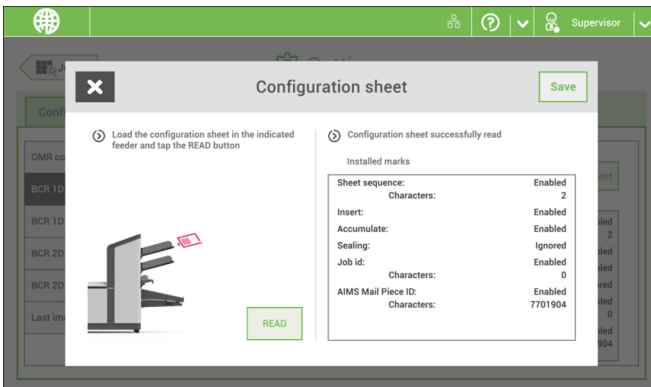 Supervisor
Configuration sheet
Save
Load the configuration sheet in the indicated
feeder and tap the READ button
READ
Configuration sheet successfully read
Installed marks
Sheet sequence: Enabled
Characters: 2
Insert: Enabled
Accumulate: Enabled
Sealing: Ignored
Job id: Enabled
Characters: 0
AIMS Mail Piece ID: Enabled
Characters: 7701904
OMR co
BCR 1D
BCR 1D
BCR 2D
BCR 2D
Last ima